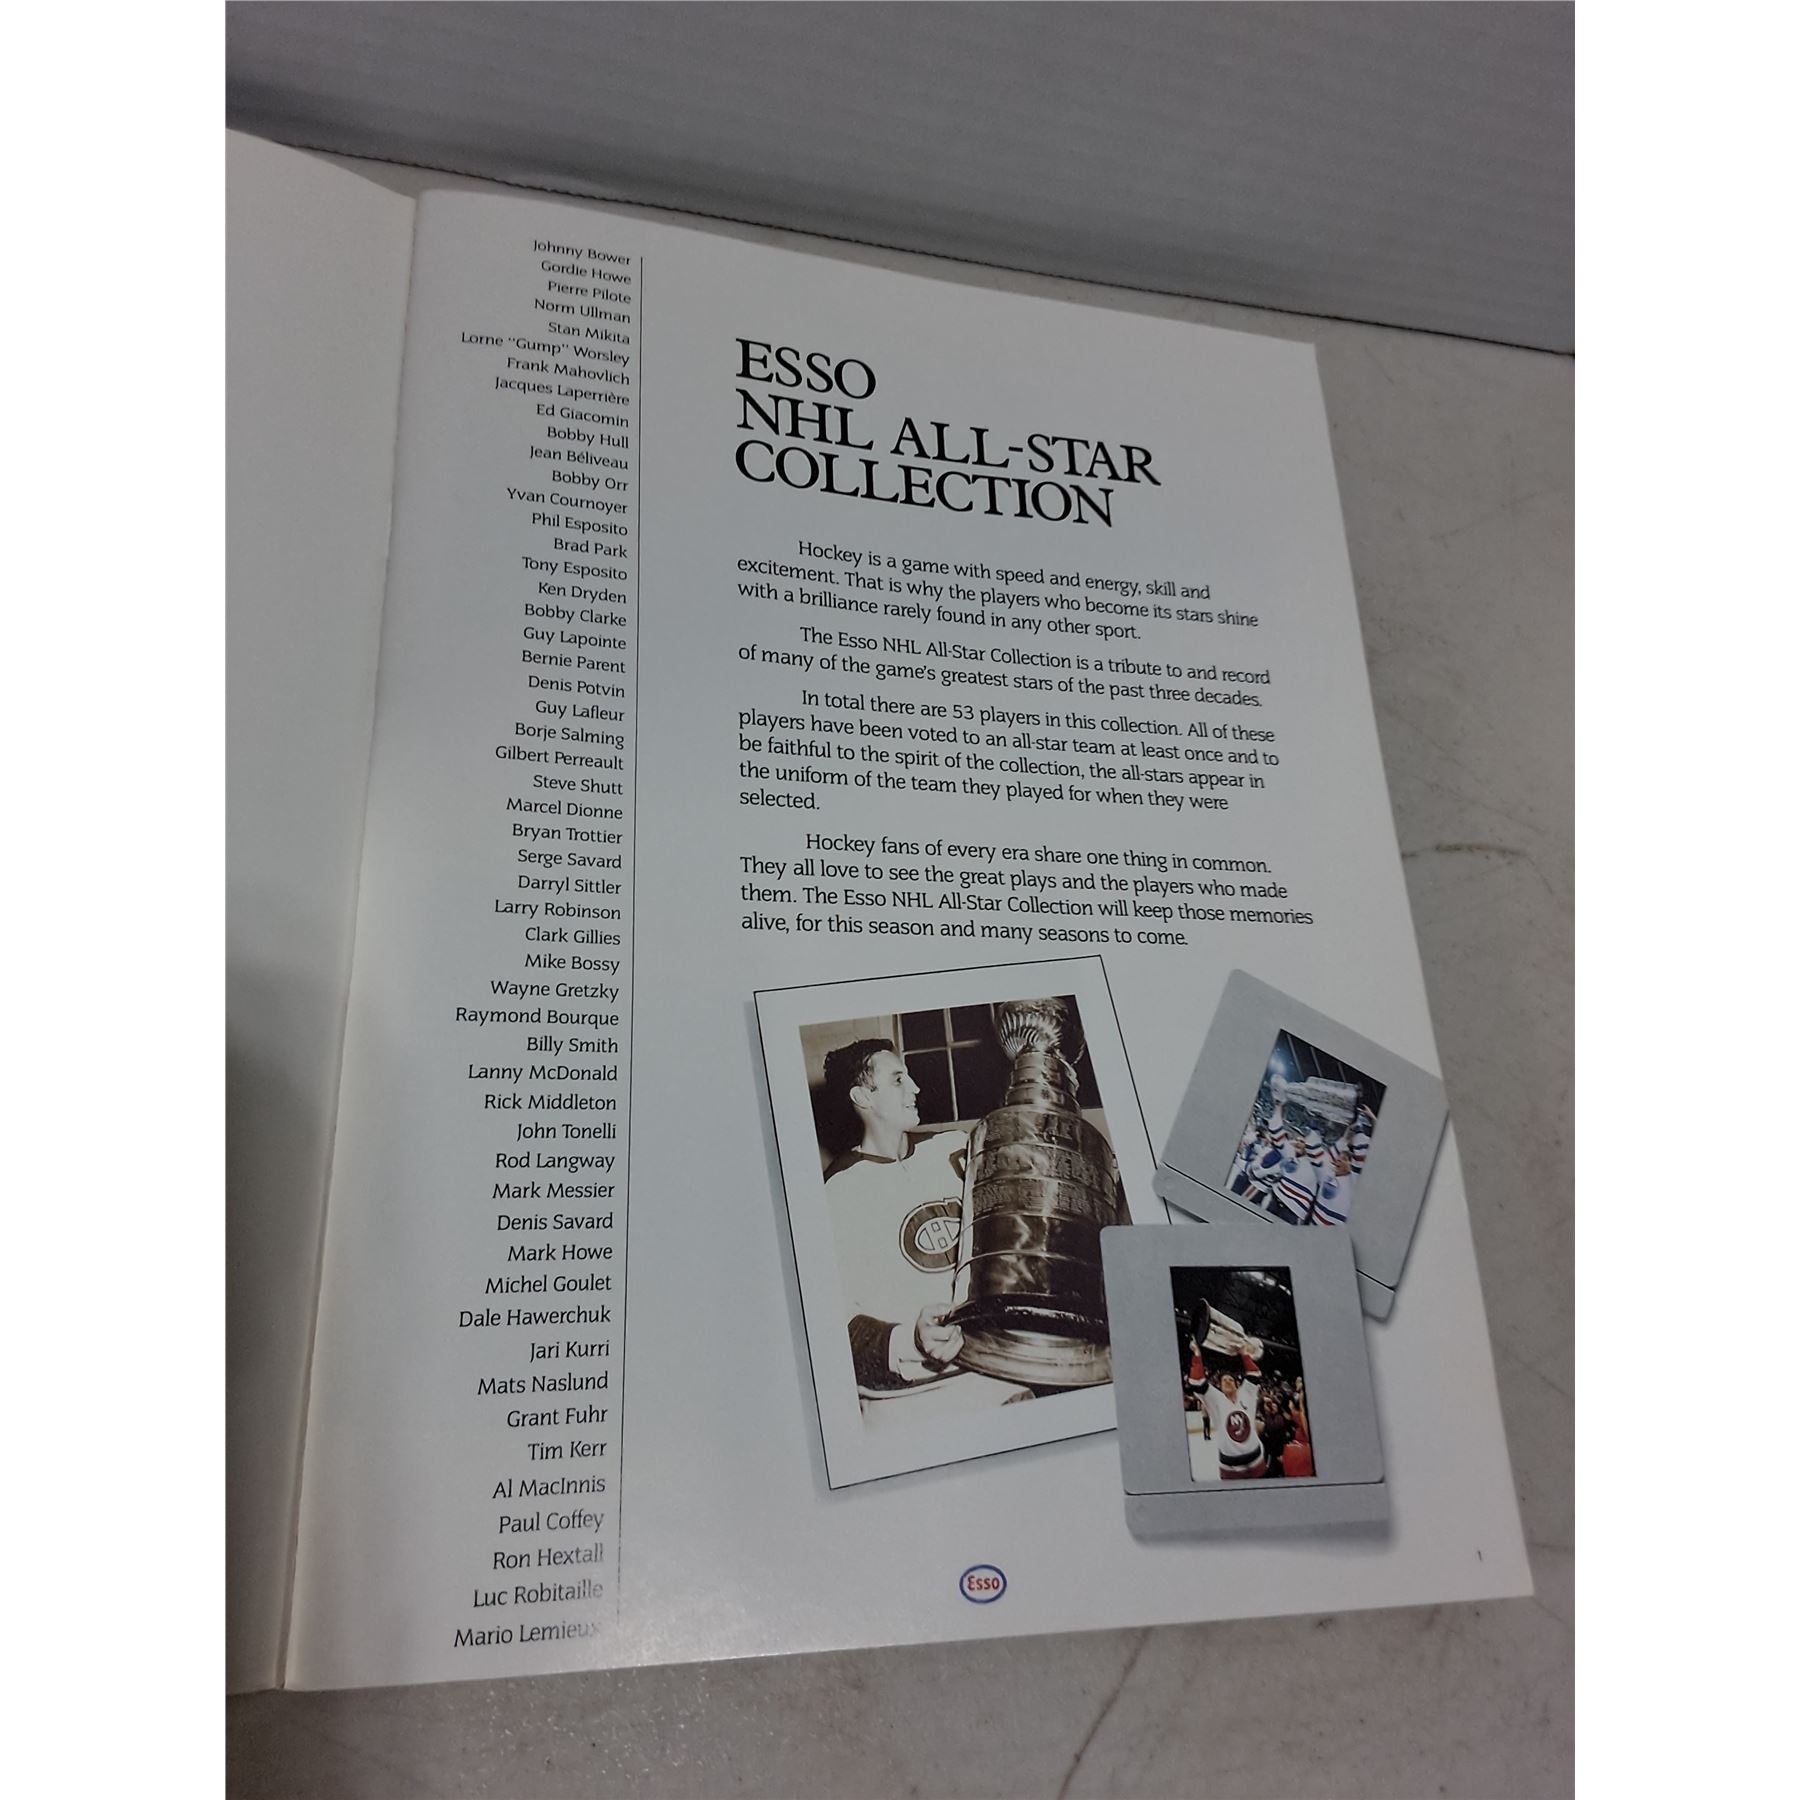 Johnny Bower
Gordie Howe
Pierre Pilote
Norm Ullman
Stan Mikita
Lorne "Gump" Worsley
Frank Mahovlich
Jacques Laperrière
Ed Giacomin
Bobby Hull
Jean Béliveau
Bobby Orr
Yvan Cournoyer
Phil Esposito
Brad Park
Tony Esposito
Ken Dryden
Bobby Clarke
Guy Lapointe
Bernie Parent
Denis Potvin
Guy Lafleur
Borje Salming
Gilbert Perreault
Steve Shutt
Marcel Dionne
Bryan Trottier
Serge Savard
Darryl Sittler
Larry Robinson
Clark Gillies
Mike Bossy
Wayne Gretzky
Raymond Bourque
Billy Smith
Lanny McDonald
Rick Middleton
John Tonelli
Rod Langway
Mark Messier
Denis Savard
Mark Howe
Michel Goulet
Dale Hawerchuk
Jari Kurri
Mats Naslund
Grant Fuhr
Tim Kerr
Al MacInnis
Paul Coffey
Ron Hextall
Luc Robitaille
Mario Lemieux
ESSO
NHL ALL-STAR
COLLECTION
Hockey is a game with speed and energy, skill and
excitement. That is why the players who become its stars shine
with a brilliance rarely found in any other sport.
The Esso NHL All-Star Collection is a tribute to and record
of many of the game's greatest stars of the past three decades.
In total there are 53 players in this collection. All of these
players have been voted to an all-star team at least once and to
be faithful to the spirit of the collection, the all-stars appear in
the uniform of the team they played for when they were
selected.
Hockey fans of every era share one thing in common.
They all love to see the great plays and the players who made
them. The Esso NHL All-Star Collection will keep those memories
alive, for this season and many seasons to come.
Esso
1